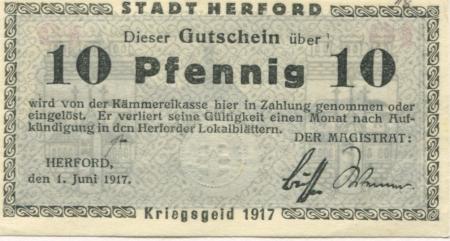 STADT HERFORD
Dieser Gutschein über
10 Pfennig 10
wird von der Kämmereikasse hier in Zahlung genommen oder
eingelöst. Er verliert seine Gültigkeit einen Monat nach Auf-
kündigung in den Herforder Lokalblättern.
DER MAGISTRAT:
HERFORD,
den 1. Juni 1917.
Kriegsgeld 1917